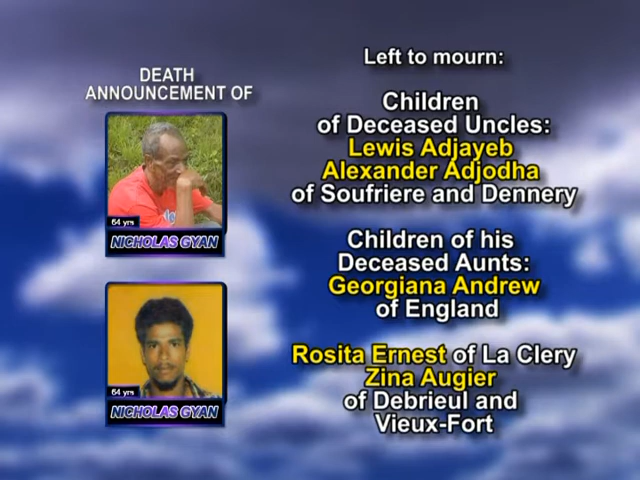 DEATH
ANNOUNCEMENT OF
64 yrs
NICHOLAS GYAN
64 yrs
NICHOLAS GYAN
Left to mourn:
Children
of Deceased Uncles:
Lewis Adjayeb
Alexander Adjodha
of Soufriere and Dennery
Children of his
Deceased Aunts:
Georgiana Andrew
of England
Rosita Ernest of La Clery
Zina Augier
of Debrieul and
Vieux-Fort